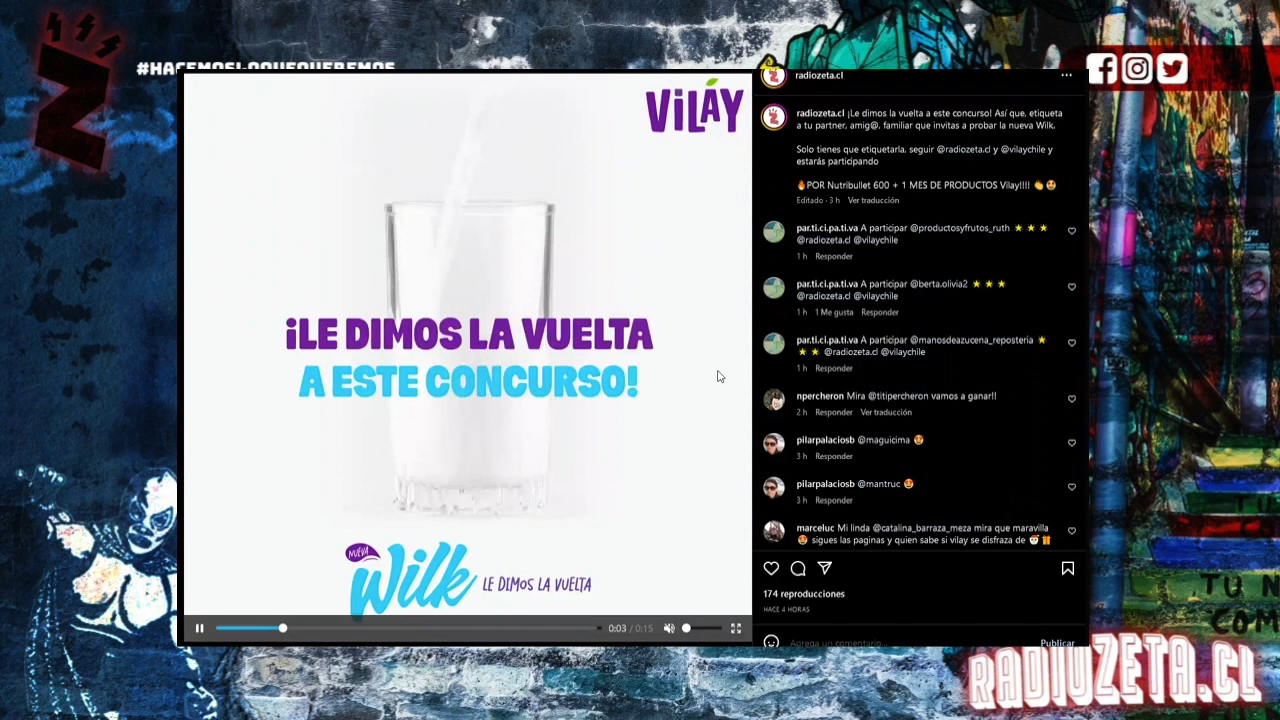 #HACEMOSLOQUEQUEREMOS
ViLÁY
¡LE DIMOS LA VUELTA
A ESTE CONCURSO!
NUEVA
Wilk LE DIMOS LA VUELTA
0:03 / 0:15
radiozeta.cl
radiozeta.cl ¡Le dimos la vuelta a este concurso! Así que, etiqueta
a tu partner, amig@, familiar que invitas a probar la nueva Wilk.
Solo tienes que etiquetarla, seguir @radiozeta.cl y @vilaychile y
estarás participando
🔥POR Nutribullet 600 + 1 MES DE PRODUCTOS Vilay!!!! 👏🤩
Editado · 3 h Ver traducción
par.ti.ci.pa.ti.va A participar @productosyfrutos_ruth ★ ★ ★
@radiozeta.cl @vilaychile
1 h Responder
par.ti.ci.pa.ti.va A participar @berta.olivia2 ★ ★ ★
@radiozeta.cl @vilaychile
1 h 1 Me gusta Responder
par.ti.ci.pa.ti.va A participar @manosdeazucena_reposteria ★
★ ★ @radiozeta.cl @vilaychile
1 h Responder
npercheron Mira @titipercheron vamos a ganar!!
2 h Responder Ver traducción
pilarpalaciosb @maguicima 😍
3 h Responder
pilarpalaciosb @mantruc 😍
3 h Responder
marceluc Mi linda @catalina_barraza_meza mira que maravilla
😍 sigues las paginas y quien sabe si vilay se disfraza de 🎅 🎁
174 reproducciones
HACE 4 HORAS
Agrega un comentario...
Publicar
TU N
COM
RADIOZETA.CL